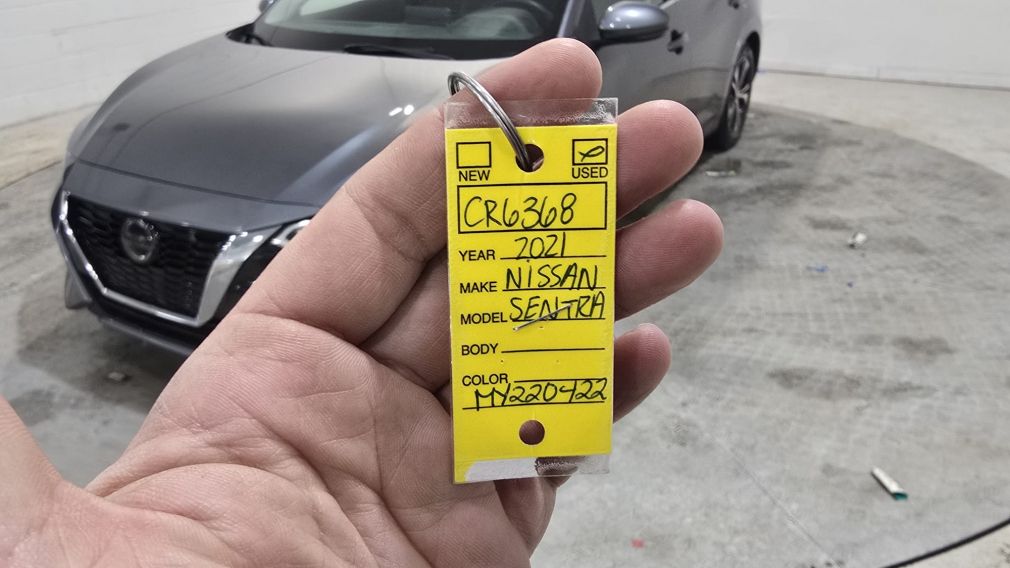 NEW USED
CR6368
YEAR 2021
MAKE NISSAN
MODEL SENTRA
BODY
COLOR
MY220422